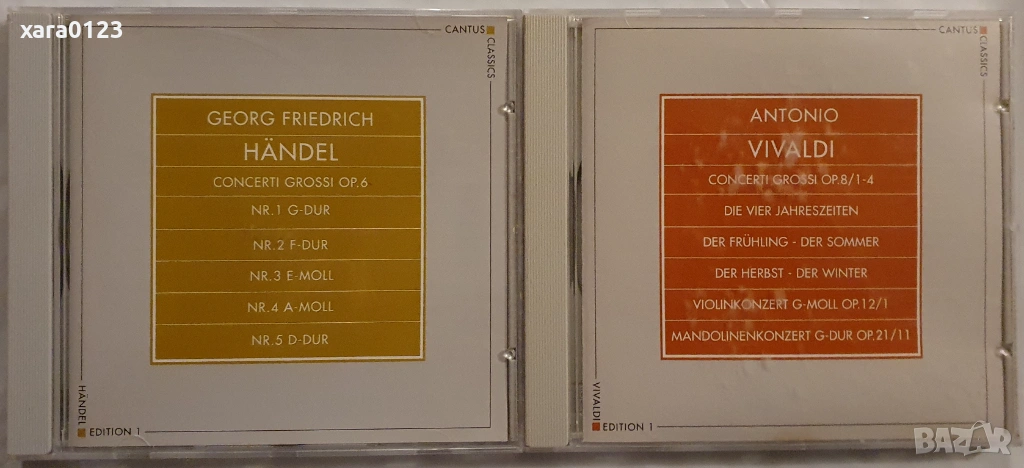 xara0123
CANTUS
CLASSICS
GEORG FRIEDRICH
HÄNDEL
CONCERTI GROSSI OP.6
NR.1 G-DUR
NR.2 F-DUR
NR.3 E-MOLL
NR.4 A-MOLL
NR.5 D-DUR
HÄNDEL
EDITION 1
CANTUS
CLASSICS
ANTONIO
VIVALDI
CONCERTI GROSSI OP.8/1-4
DIE VIER JAHRESZEITEN
DER FRÜHLING - DER SOMMER
DER HERBST - DER WINTER
VIOLINKONZERT G-MOLL OP.12/1
MANDOLINENKONZERT G-DUR OP.21/11
VIVALDI
EDITION 1
BAZAR